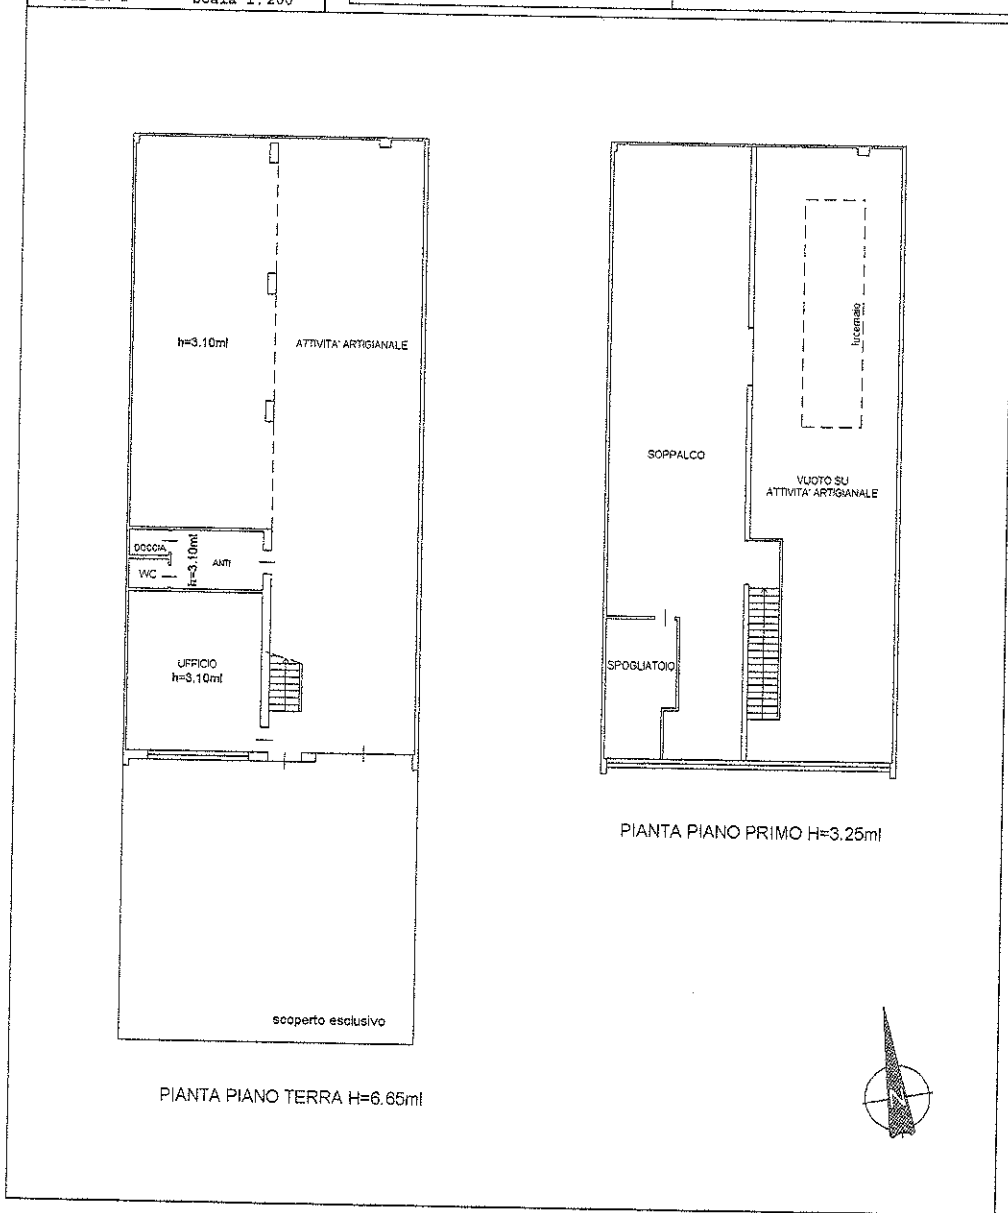 Scala 1:200
h=3.10ml
ATTIVITA' ARTIGIANALE
DOCCIA
WC
h=3.10ml
ANTI
UFFICIO
h=3.10ml
scoperto esclusivo
PIANTA PIANO TERRA H=6.65ml
lucernaio
SOPPALCO
VUOTO SU
ATTIVITA' ARTIGIANALE
SPOGLIATOIO
PIANTA PIANO PRIMO H=3.25ml
N